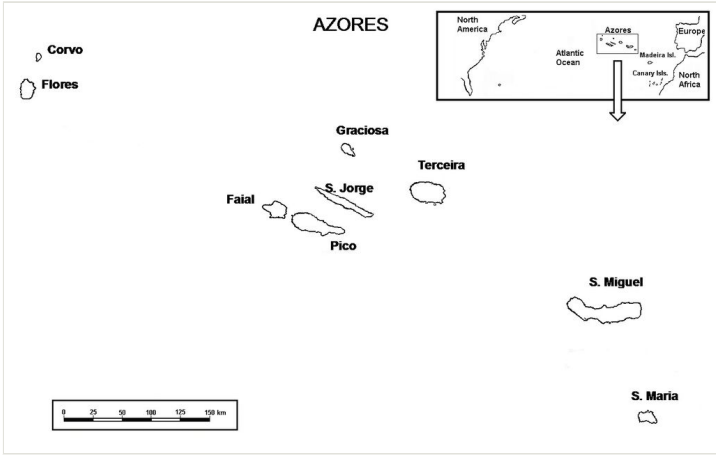 AZORES
North
America
Atlantic
Ocean
Azores
Europe
Madeira Isl.
Canary Isls.
North
Africa
Corvo
Flores
Graciosa
Terceira
S. Jorge
Faial
Pico
S. Miguel
S. Maria
0 25 50 100 125 150 km